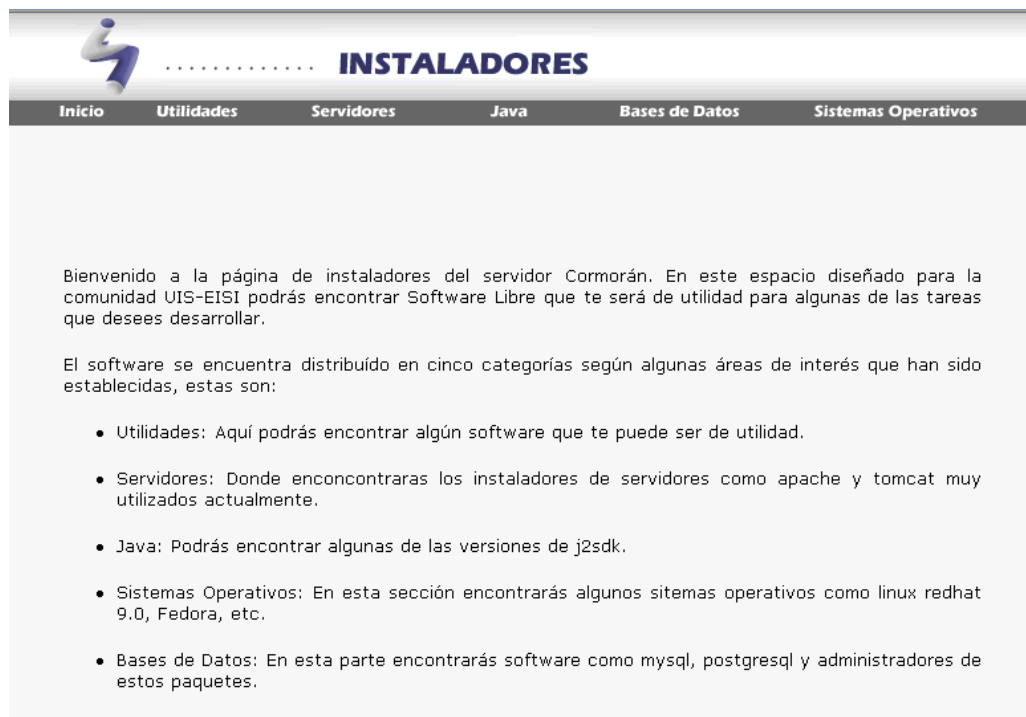 ............. INSTALADORES
Inicio Utilidades Servidores Java Bases de Datos Sistemas Operativos
Bienvenido a la página de instaladores del servidor Cormorán. En este espacio diseñado para la
comunidad UIS-EISI podrás encontrar Software Libre que te será de utilidad para algunas de las tareas
que desees desarrollar.
El software se encuentra distribuído en cinco categorías según algunas áreas de interés que han sido
establecidas, estas son:
• Utilidades: Aquí podrás encontrar algún software que te puede ser de utilidad.
• Servidores: Donde enconcontraras los instaladores de servidores como apache y tomcat muy
utilizados actualmente.
• Java: Podrás encontrar algunas de las versiones de j2sdk.
• Sistemas Operativos: En esta sección encontrarás algunos sitemas operativos como linux redhat
9.0, Fedora, etc.
• Bases de Datos: En esta parte encontrarás software como mysql, postgresql y administradores de
estos paquetes.